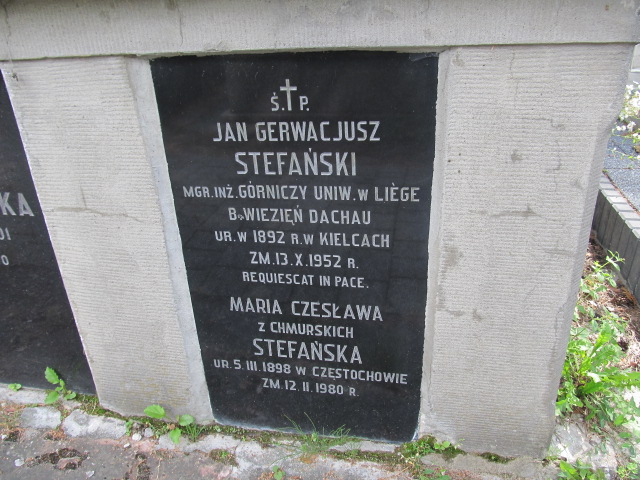 Ś. P.
JAN GERWACJUSZ
STEFAŃSKI
MGR. INŻ. GÓRNICZY UNIW. W LIÈGE
B. WIEZIEŃ DACHAU
UR. W 1892 R. W KIELCACH
ZM. 13.X.1952 R.
REQUIESCAT IN PACE.
MARIA CZESŁAWA
Z CHMURSKICH
STEFAŃSKA
UR. 5.III.1898 W CZĘSTOCHOWIE
ZM. 12.II.1980 R.